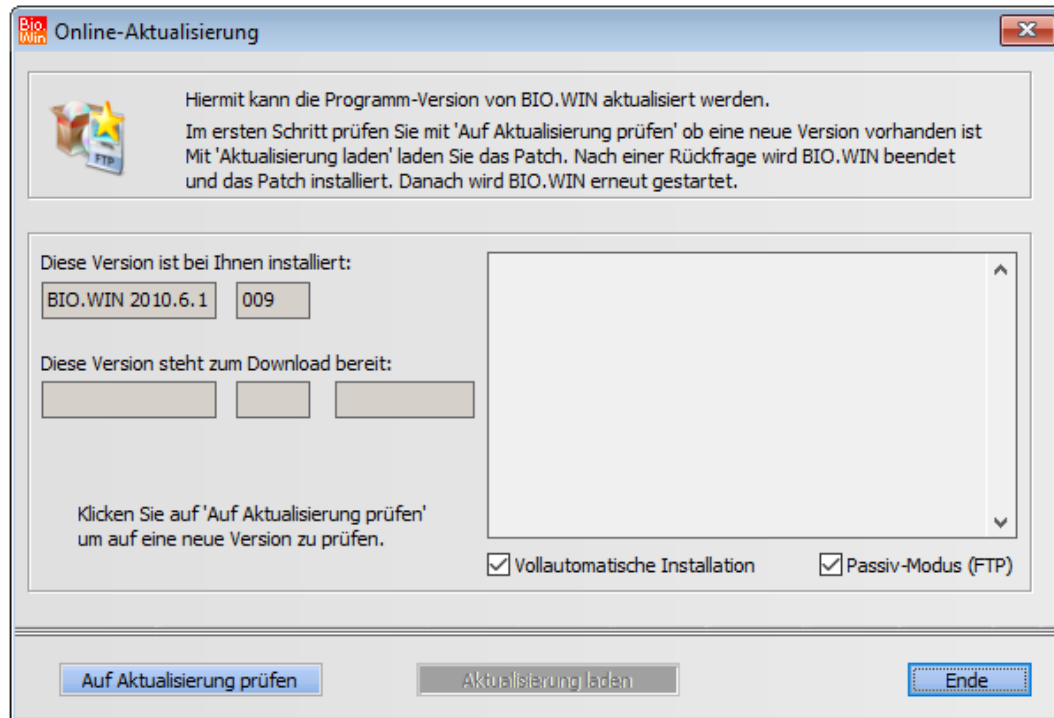 Bio.
Win
Online-Aktualisierung
Hiermit kann die Programm-Version von BIO.WIN aktualisiert werden.
Im ersten Schritt prüfen Sie mit 'Auf Aktualisierung prüfen' ob eine neue Version vorhanden ist
Mit 'Aktualisierung laden' laden Sie das Patch. Nach einer Rückfrage wird BIO.WIN beendet
und das Patch installiert. Danach wird BIO.WIN erneut gestartet.
FTP
Diese Version ist bei Ihnen installiert:
BIO.WIN 2010.6.1 009
Diese Version steht zum Download bereit:
Klicken Sie auf 'Auf Aktualisierung prüfen'
um auf eine neue Version zu prüfen.
Vollautomatische Installation Passiv-Modus (FTP)
Auf Aktualisierung prüfen Aktualisierung laden Ende